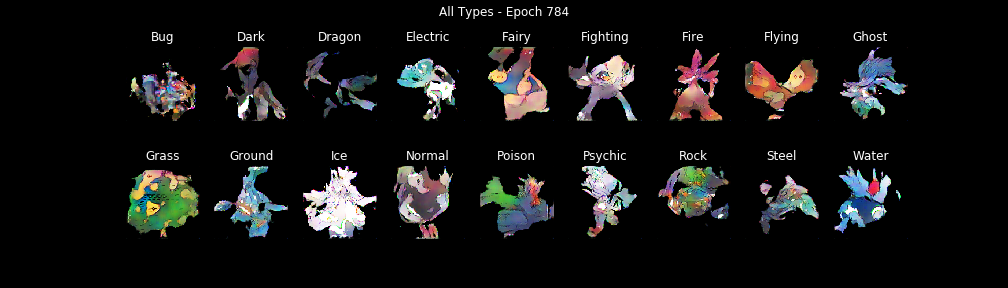 All Types - Epoch 784
Bug Dark Dragon Electric Fairy Fighting Fire Flying Ghost
Grass Ground Ice Normal Poison Psychic Rock Steel Water